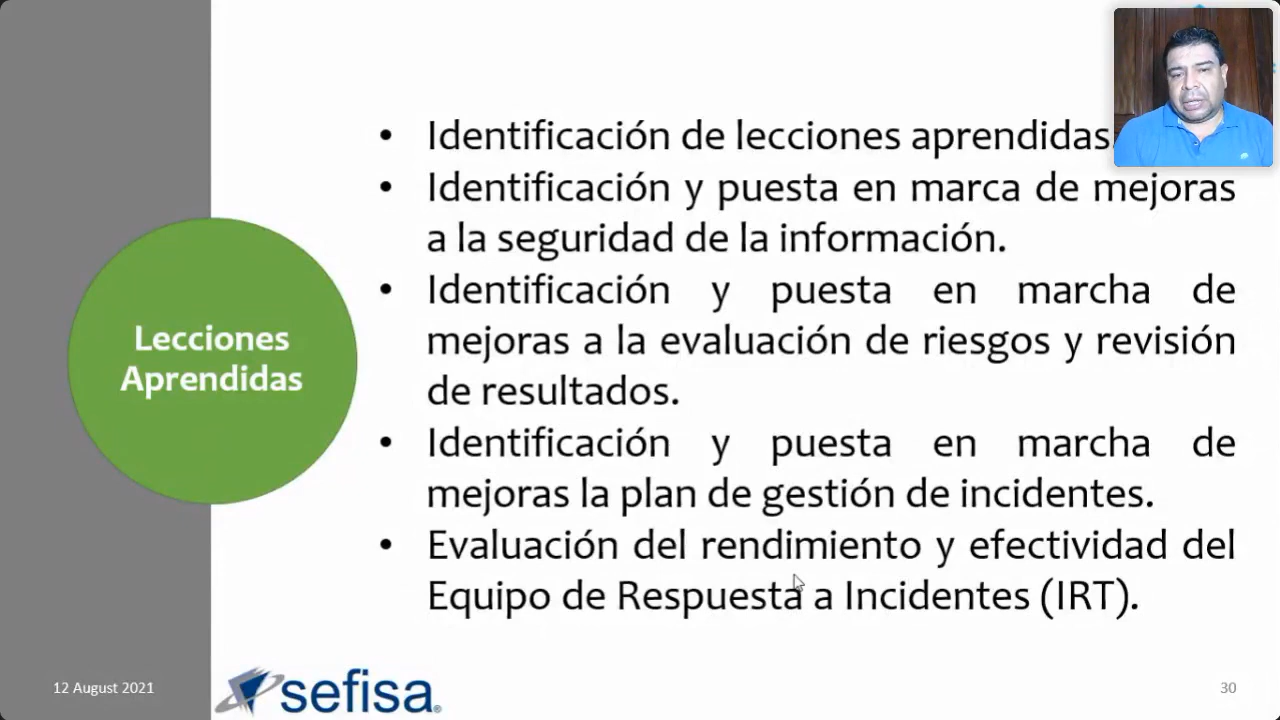 Identificación de lecciones aprendidas.
Identificación y puesta en marca de mejoras
a la seguridad de la información.
Identificación y puesta en marcha de
mejoras a la evaluación de riesgos y revisión
de resultados.
Identificación y puesta en marcha de
mejoras la plan de gestión de incidentes.
Evaluación del rendimiento y efectividad del
Equipo de Respuesta a Incidentes (IRT).
Lecciones
Aprendidas
12 August 2021
sefisa®
30